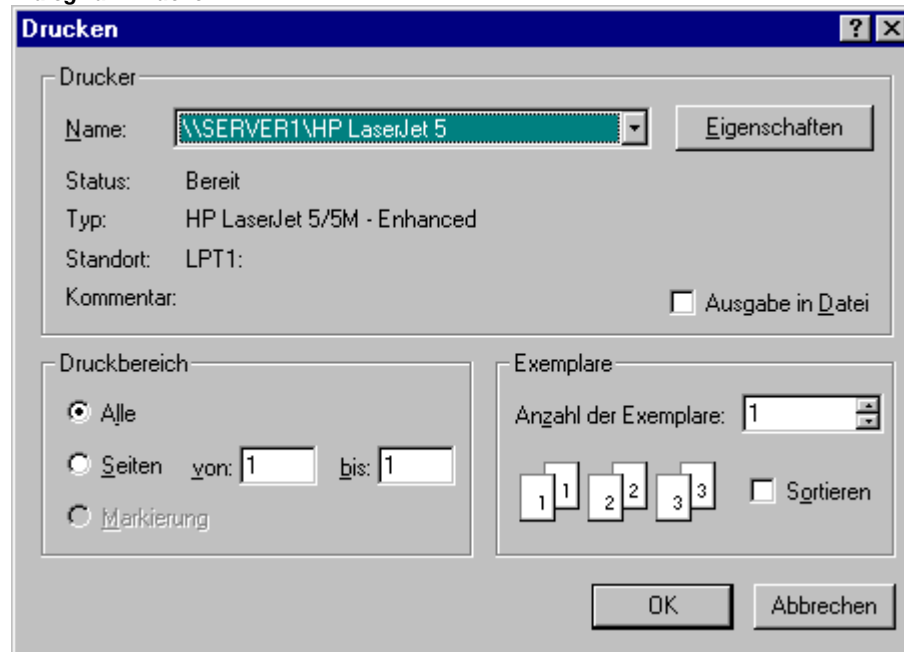 Drucken
Drucker
Name: \\SERVER1\HP LaserJet 5 Eigenschaften
Status: Bereit
Typ: HP LaserJet 5/5M - Enhanced
Standort: LPT1:
Kommentar: Ausgabe in Datei
Druckbereich Exemplare
Alle Anzahl der Exemplare: 1
Seiten von: 1 bis: 1
1 1 2 2 3 3 Sortieren
Markierung
OK Abbrechen